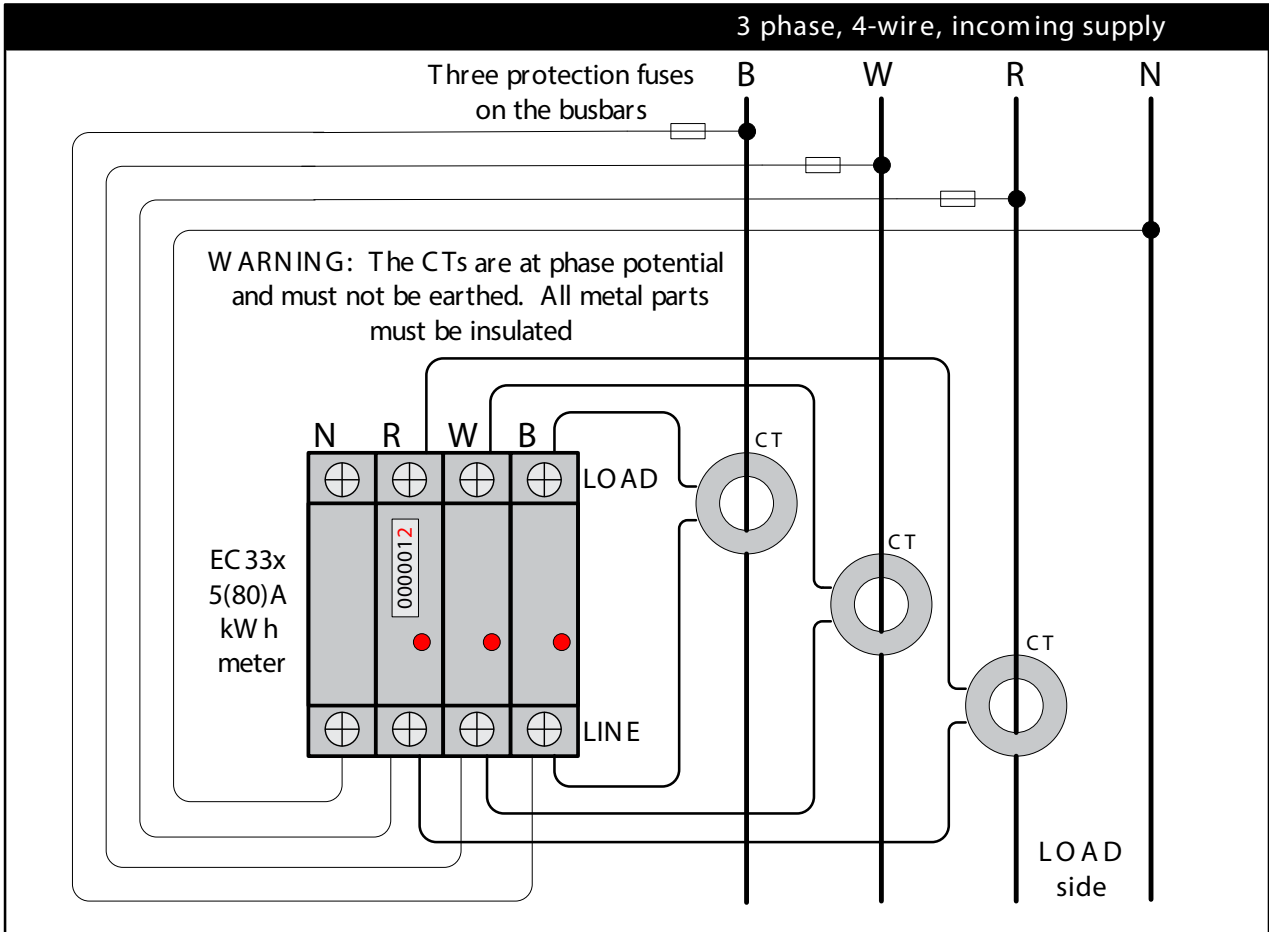 3 phase, 4-wire, incoming supply
Three protection fuses
on the busbars
B W R N
WARNING: The CTs are at phase potential
and must not be earthed. All metal parts
must be insulated
N R W B
LOAD
CT
CT
CT
EC33x
5(80)A
kWh
meter
0000012
LINE
LOAD
side